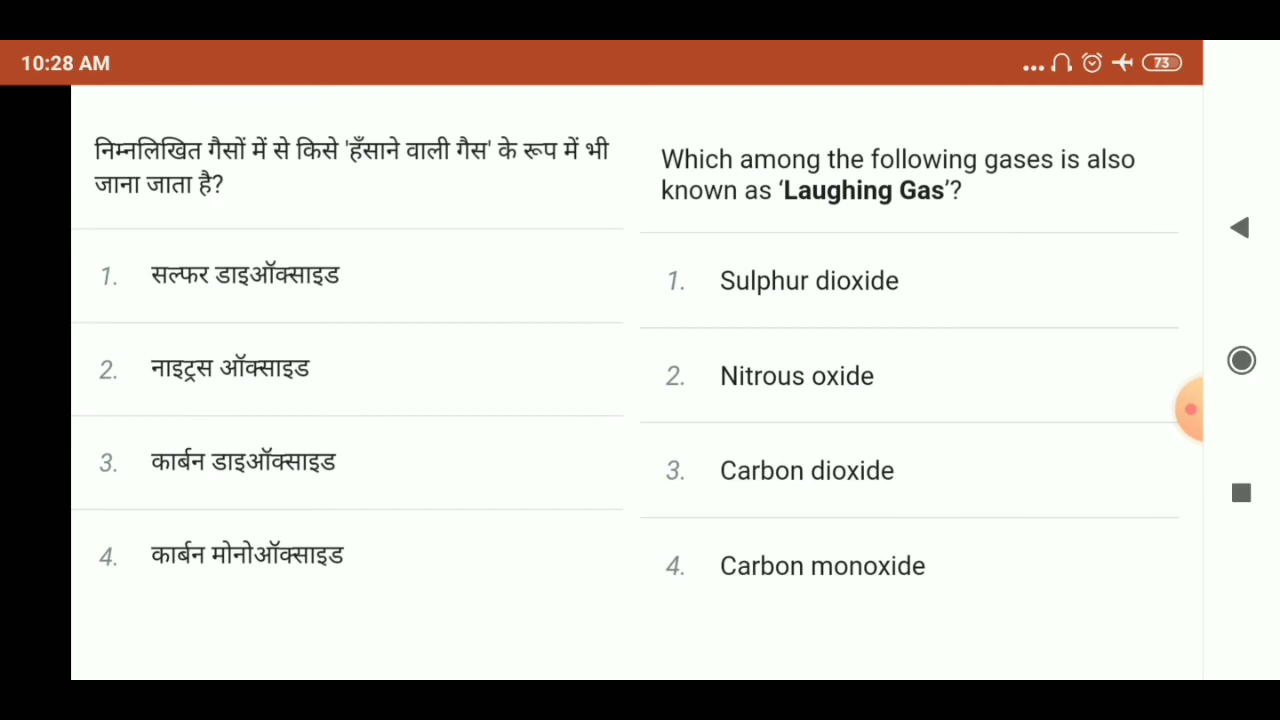 10:28 AM
73
निम्नलिखित गैसों में से किसे 'हँसाने वाली गैस' के रूप में भी
जाना जाता है?
1. सल्फर डाइऑक्साइड
2. नाइट्रस ऑक्साइड
3. कार्बन डाइऑक्साइड
4. कार्बन मोनोऑक्साइड
Which among the following gases is also
known as ‘Laughing Gas’?
1. Sulphur dioxide
2. Nitrous oxide
3. Carbon dioxide
4. Carbon monoxide